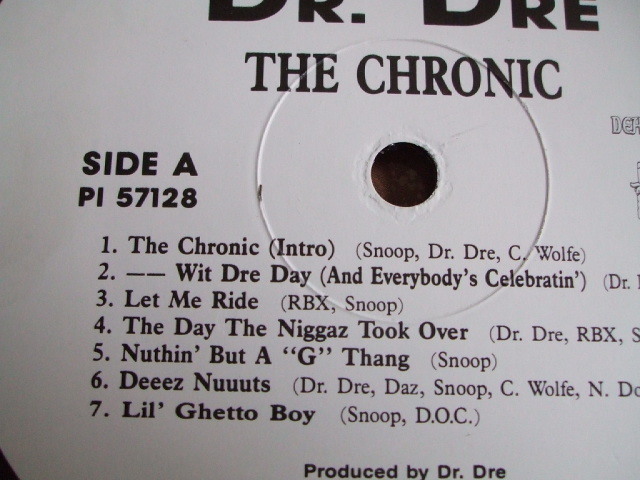 DR. DRE
THE CHRONIC
SIDE A
PI 57128
1. The Chronic (Intro) (Snoop, Dr. Dre, C. Wolfe)
2. —— Wit Dre Day (And Everybody's Celebratin') (Dr.
3. Let Me Ride (RBX, Snoop)
4. The Day The Niggaz Took Over (Dr. Dre, RBX, S
5. Nuthin' But A “G” Thang (Snoop)
6. Deeez Nuuuts (Dr. Dre, Daz, Snoop, C. Wolfe, N. Do
7. Lil' Ghetto Boy (Snoop, D.O.C.)
Produced by Dr. Dre